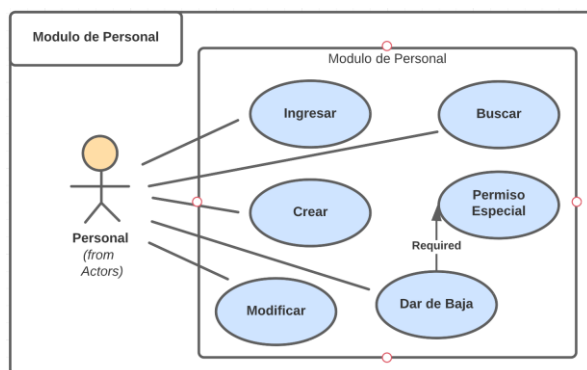 Modulo de Personal
Modulo de Personal
Ingresar
Buscar
Crear
Permiso
Especial
Required
Personal
(from
Actors)
Modificar
Dar de Baja